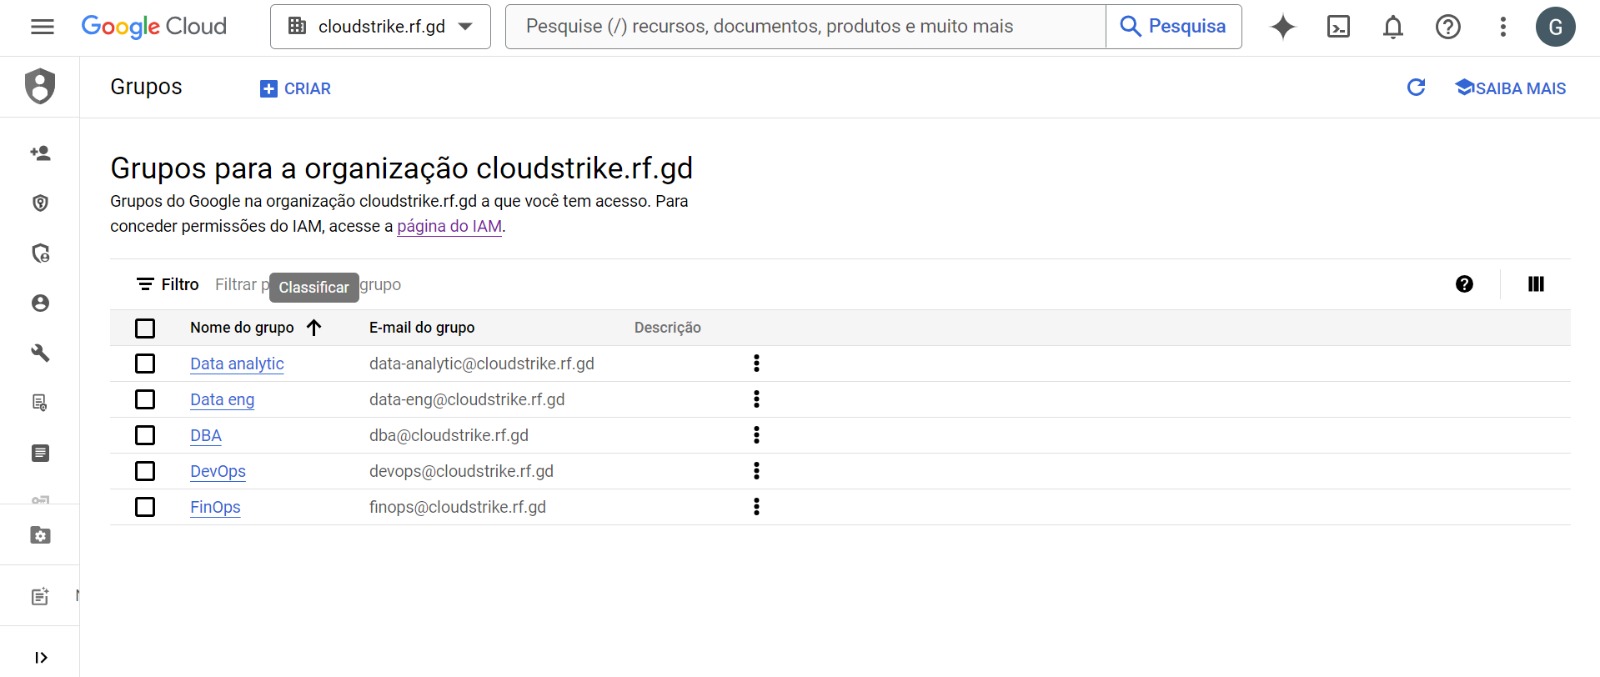 Google Cloud
cloudstrike.rf.gd
Pesquise (/) recursos, documentos, produtos e muito mais
Pesquisa
G
Grupos
CRIAR
SAIBA MAIS
Grupos para a organização cloudstrike.rf.gd
Grupos do Google na organização cloudstrike.rf.gd a que você tem acesso. Para
conceder permissões do IAM, acesse a página do IAM.
Filtro Filtrar p grupo
Classificar
Nome do grupo E-mail do grupo Descrição
Data analytic data-analytic@cloudstrike.rf.gd
Data eng data-eng@cloudstrike.rf.gd
DBA dba@cloudstrike.rf.gd
DevOps devops@cloudstrike.rf.gd
FinOps finops@cloudstrike.rf.gd